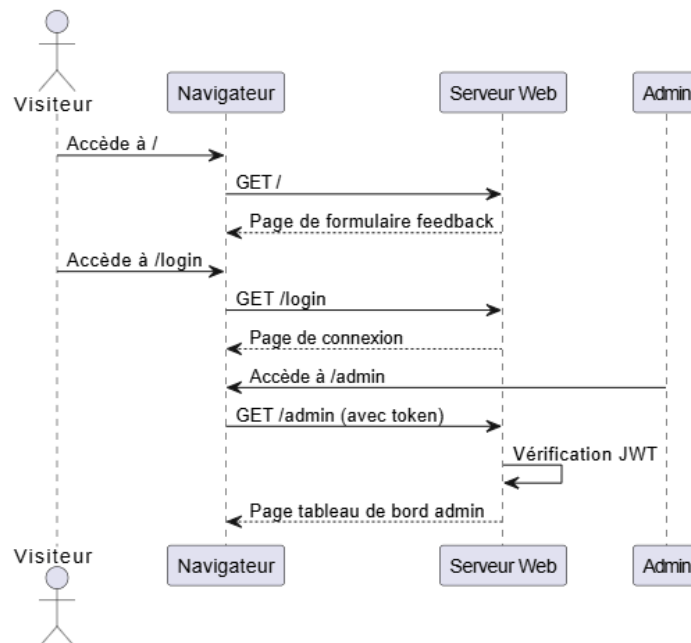 Visiteur
Navigateur
Serveur Web
Admin
Accède à /
GET /
Page de formulaire feedback
Accède à /login
GET /login
Page de connexion
Accède à /admin
GET /admin (avec token)
Vérification JWT
Page tableau de bord admin
Visiteur
Navigateur
Serveur Web
Admin